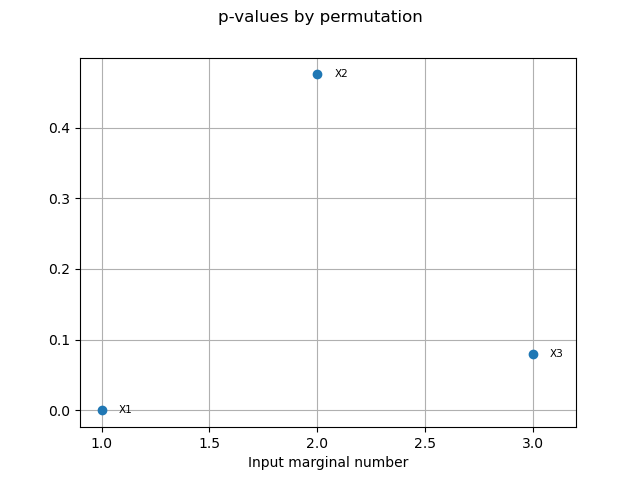 p-values by permutation
X2
0.4
0.3
0.2
0.1
X3
0.0
X1
1.0 1.5 2.0 2.5 3.0
Input marginal number